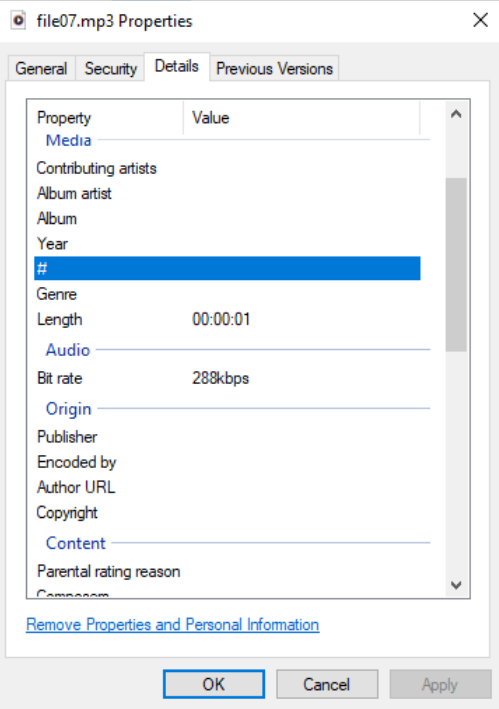 file07.mp3 Properties
General Security Details Previous Versions
Property Value
Media
Contributing artists
Album artist
Album
Year
#
Genre
Length 00:00:01
Audio
Bit rate 288kbps
Origin
Publisher
Encoded by
Author URL
Copyright
Content
Parental rating reason
Composers
Remove Properties and Personal Information
OK Cancel Apply